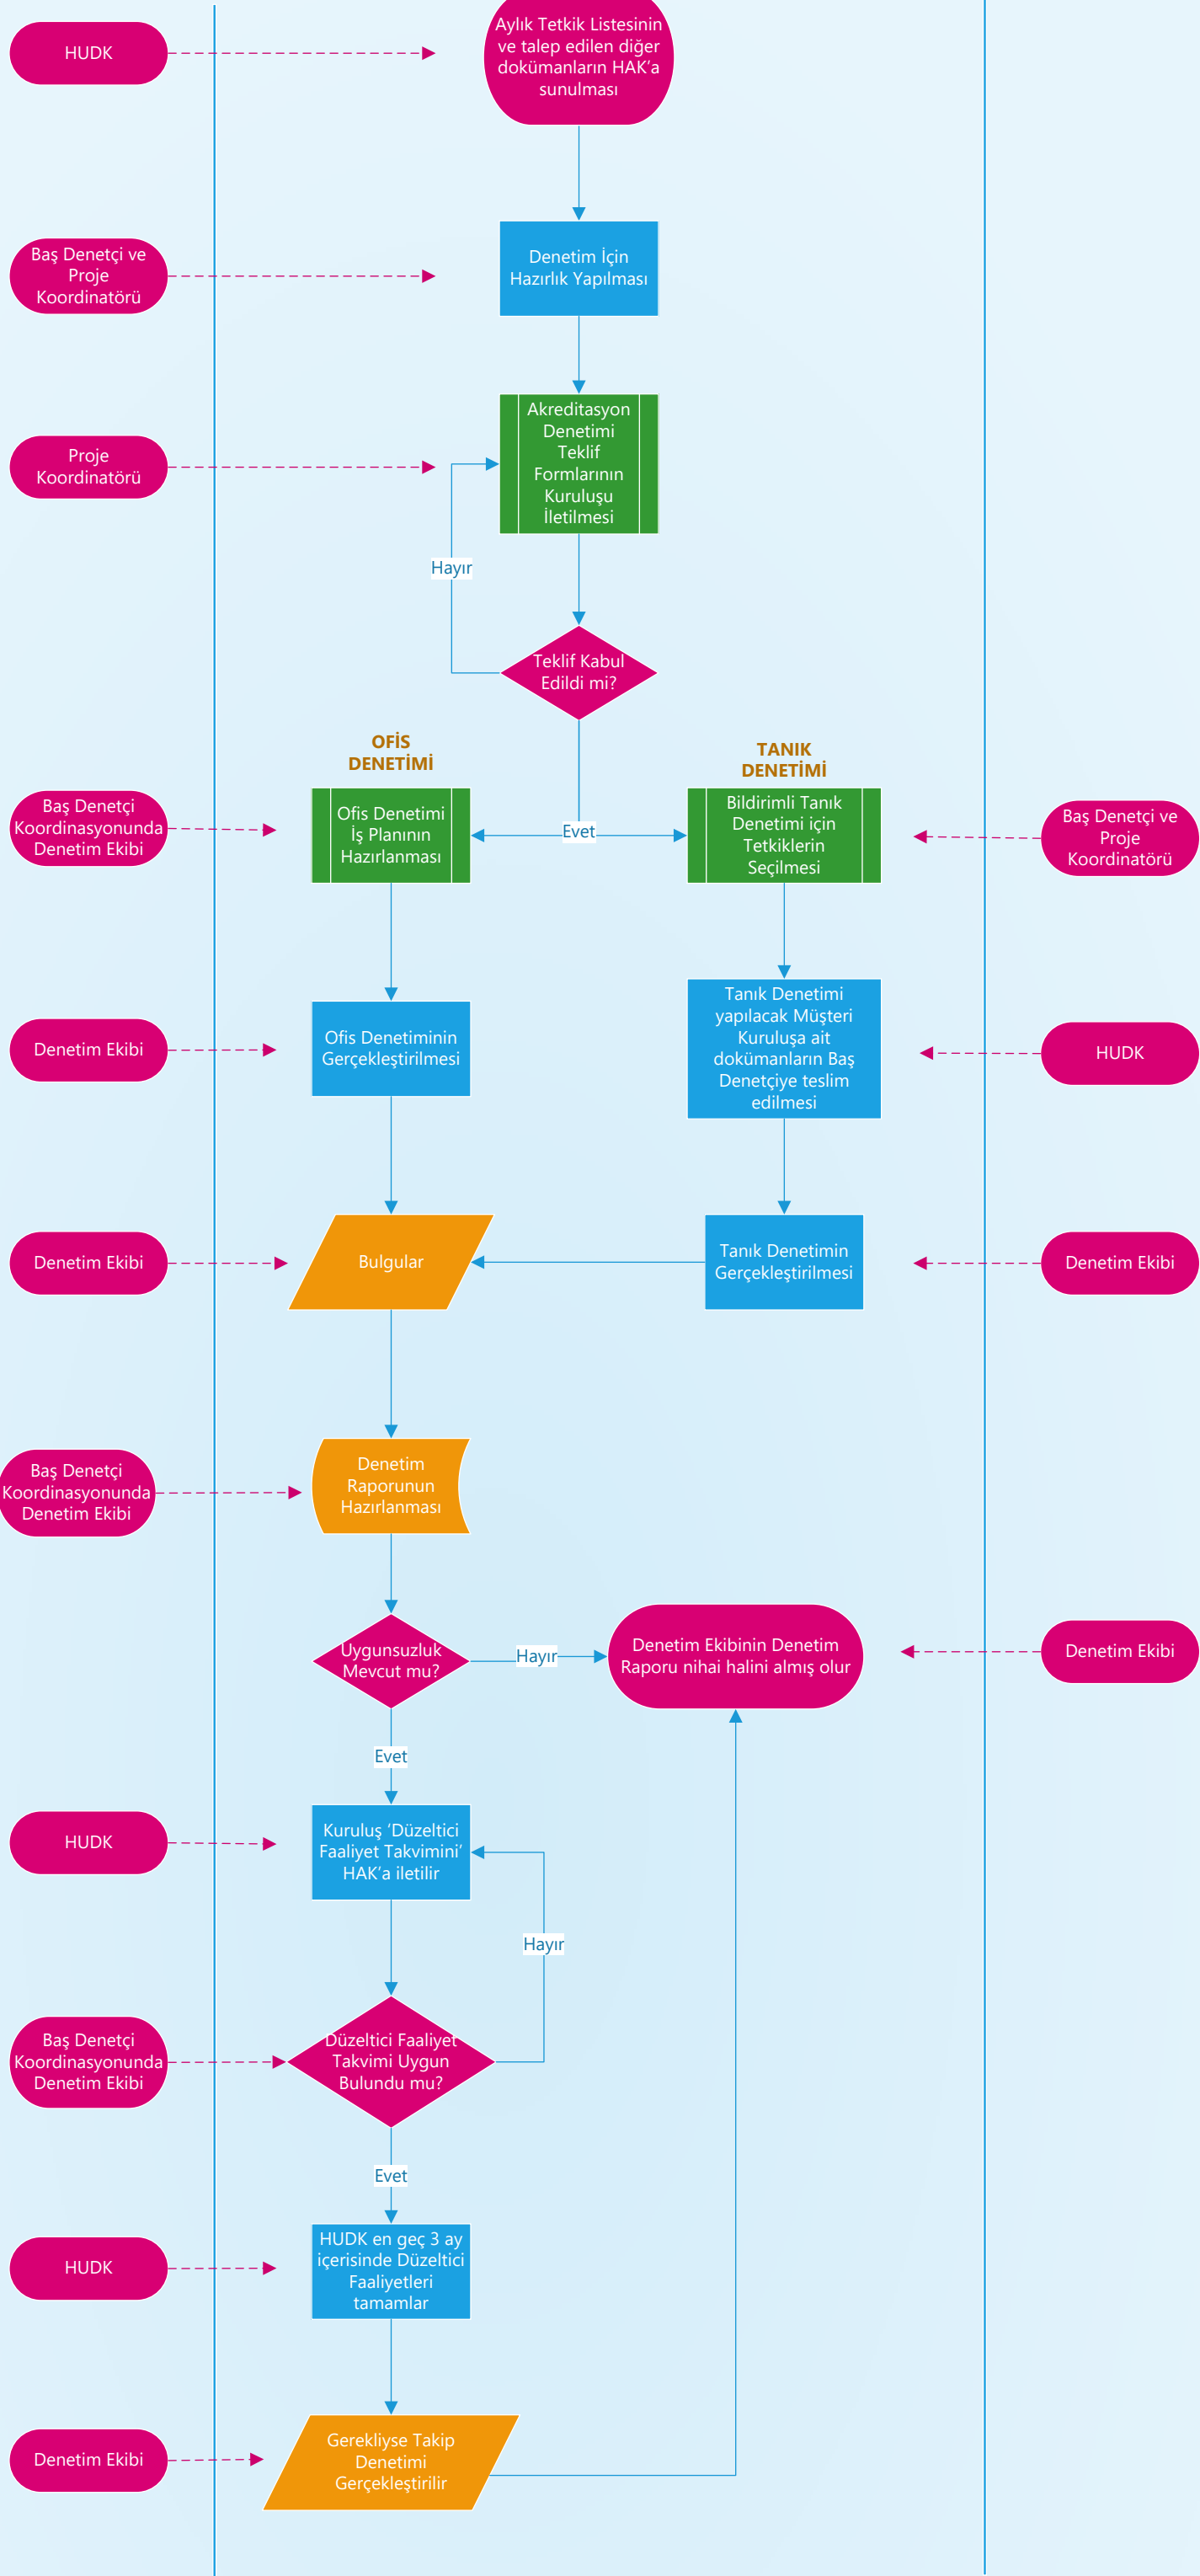 HUDK
Aylık Tetkik Listesinin
ve talep edilen diğer
dokümanların HAK’a
sunulması
Baş Denetçi ve
Proje
Koordinatörü
Denetim İçin
Hazırlık Yapılması
Proje
Koordinatörü
Akreditasyon
Denetimi
Teklif
Formlarının
Kuruluşu
İletilmesi
Hayır
Teklif Kabul
Edildi mi?
OFİS
DENETİMİ
TANIK
DENETİMİ
Baş Denetçi
Koordinasyonunda
Denetim Ekibi
Ofis Denetimi
İş Planının
Hazırlanması
Evet
Bildirimli Tanık
Denetimi için
Tetkiklerin
Seçilmesi
Baş Denetçi ve
Proje
Koordinatörü
Denetim Ekibi
Ofis Denetiminin
Gerçekleştirilmesi
Tanık Denetimi
yapılacak Müşteri
Kuruluşa ait
dokümanların Baş
Denetçiye teslim
edilmesi
HUDK
Denetim Ekibi
Bulgular
Tanık Denetimin
Gerçekleştirilmesi
Denetim Ekibi
Baş Denetçi
Koordinasyonunda
Denetim Ekibi
Denetim
Raporunun
Hazırlanması
Uygunsuzluk
Mevcut mu?
Hayır
Denetim Ekibinin Denetim
Raporu nihai halini almış olur
Denetim Ekibi
Evet
HUDK
Kuruluş ‘Düzeltici
Faaliyet Takvimini’
HAK’a iletilir
Hayır
Baş Denetçi
Koordinasyonunda
Denetim Ekibi
Düzeltici Faaliyet
Takvimi Uygun
Bulundu mu?
Evet
HUDK
HUDK en geç 3 ay
içerisinde Düzeltici
Faaliyetleri
tamamlar
Denetim Ekibi
Gerekliyse Takip
Denetimi
Gerçekleştirilir